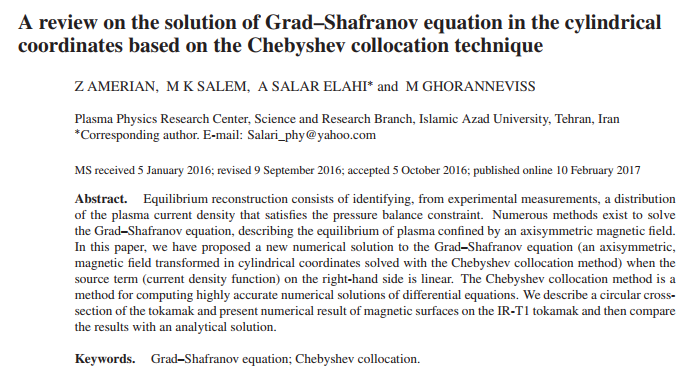 A review on the solution of Grad–Shafranov equation in the cylindrical
coordinates based on the Chebyshev collocation technique
Z AMERIAN, M K SALEM, A SALAR ELAHI* and M GHORANNEVISS
Plasma Physics Research Center, Science and Research Branch, Islamic Azad University, Tehran, Iran
*Corresponding author. E-mail: Salari_phy@yahoo.com
MS received 5 January 2016; revised 9 September 2016; accepted 5 October 2016; published online 10 February 2017
Abstract. Equilibrium reconstruction consists of identifying, from experimental measurements, a distribution
of the plasma current density that satisfies the pressure balance constraint. Numerous methods exist to solve
the Grad–Shafranov equation, describing the equilibrium of plasma confined by an axisymmetric magnetic field.
In this paper, we have proposed a new numerical solution to the Grad–Shafranov equation (an axisymmetric,
magnetic field transformed in cylindrical coordinates solved with the Chebyshev collocation method) when the
source term (current density function) on the right-hand side is linear. The Chebyshev collocation method is a
method for computing highly accurate numerical solutions of differential equations. We describe a circular cross-
section of the tokamak and present numerical result of magnetic surfaces on the IR-T1 tokamak and then compare
the results with an analytical solution.
Keywords. Grad–Shafranov equation; Chebyshev collocation.